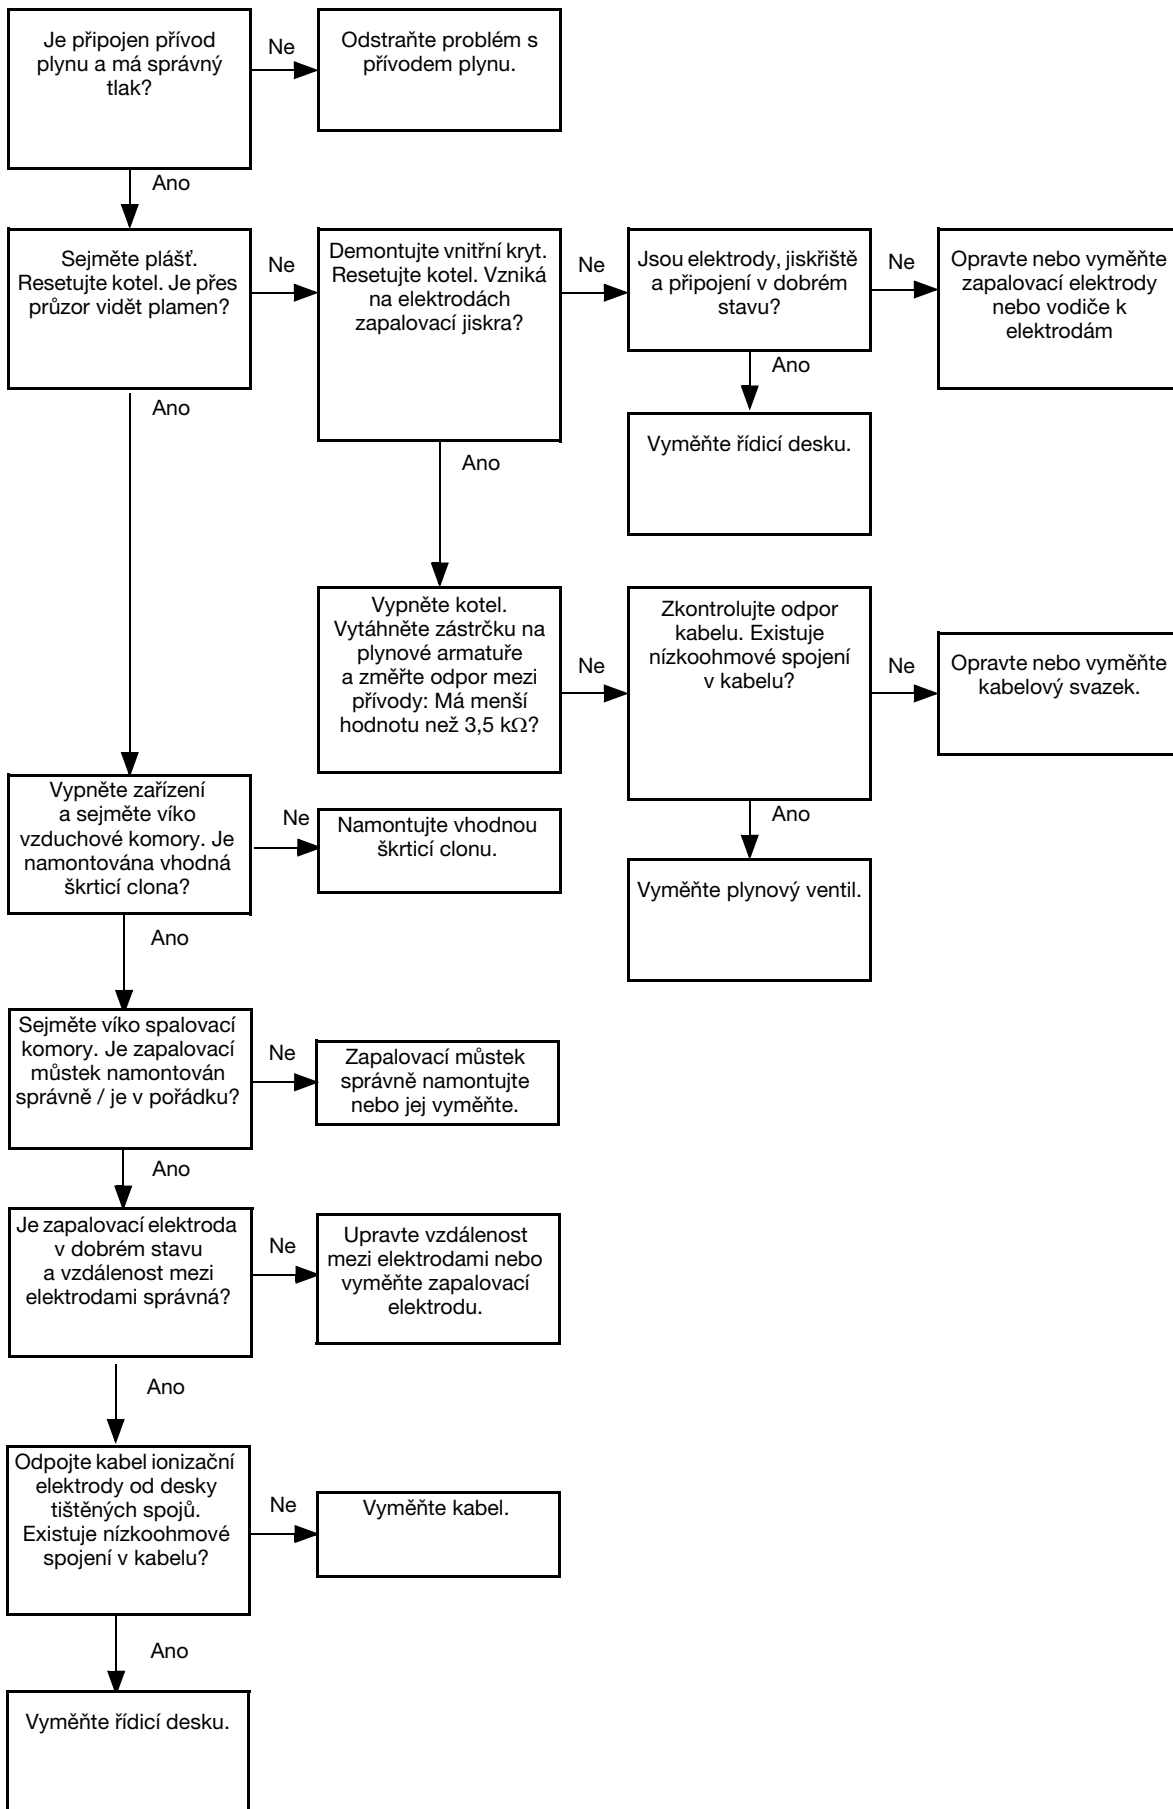 Je připojen přívod
plynu a má správný
tlak?
Ne
Odstraňte problém s
přívodem plynu.
Ano
Sejměte plášť.
Resetujte kotel. Je přes
průzor vidět plamen?
Ne
Demontujte vnitřní kryt.
Resetujte kotel. Vzniká
na elektrodách
zapalovací jiskra?
Ne
Jsou elektrody, jiskřiště
a připojení v dobrém
stavu?
Ne
Opravte nebo vyměňte
zapalovací elektrody
nebo vodiče k
elektrodám
Ano
Vyměňte řídicí desku.
Ano
Ano
Vypněte kotel.
Vytáhněte zástrčku na
plynové armatuře
a změřte odpor mezi
přívody: Má menší
hodnotu než 3,5 kΩ?
Ne
Zkontrolujte odpor
kabelu. Existuje
nízkoohmové spojení
v kabelu?
Ne
Opravte nebo vyměňte
kabelový svazek.
Ano
Vyměňte plynový ventil.
Vypněte zařízení
a sejměte víko
vzduchové komory. Je
namontována vhodná
škrticí clona?
Ne
Namontujte vhodnou
škrticí clonu.
Ano
Sejměte víko spalovací
komory. Je zapalovací
můstek namontován
správně / je v pořádku?
Ne
Zapalovací můstek
správně namontujte
nebo jej vyměňte.
Ano
Je zapalovací elektroda
v dobrém stavu
a vzdálenost mezi
elektrodami správná?
Ne
Upravte vzdálenost
mezi elektrodami nebo
vyměňte zapalovací
elektrodu.
Ano
Odpojte kabel ionizační
elektrody od desky
tištěných spojů.
Existuje nízkoohmové
spojení v kabelu?
Ne
Vyměňte kabel.
Ano
Vyměňte řídicí desku.